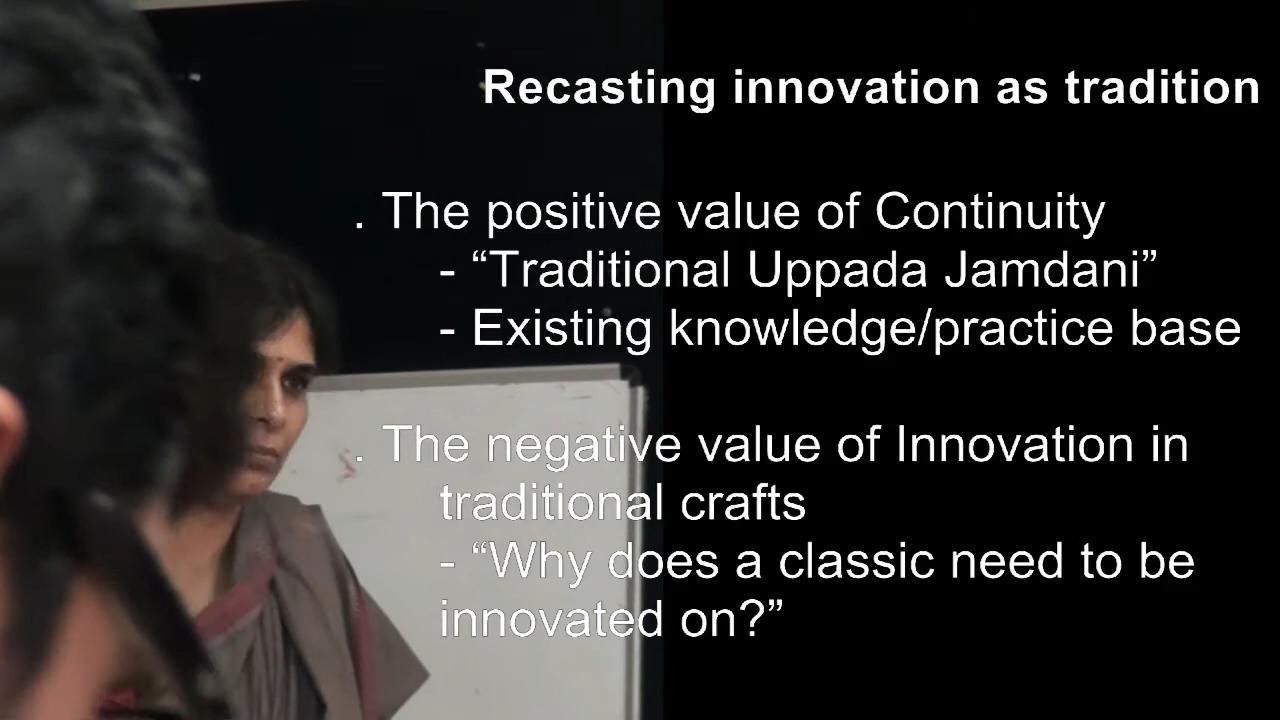 Recasting innovation as tradition
. The positive value of Continuity
- “Traditional Uppada Jamdani”
- Existing knowledge/practice base
. The negative value of Innovation in
traditional crafts
- “Why does a classic need to be
innovated on?”